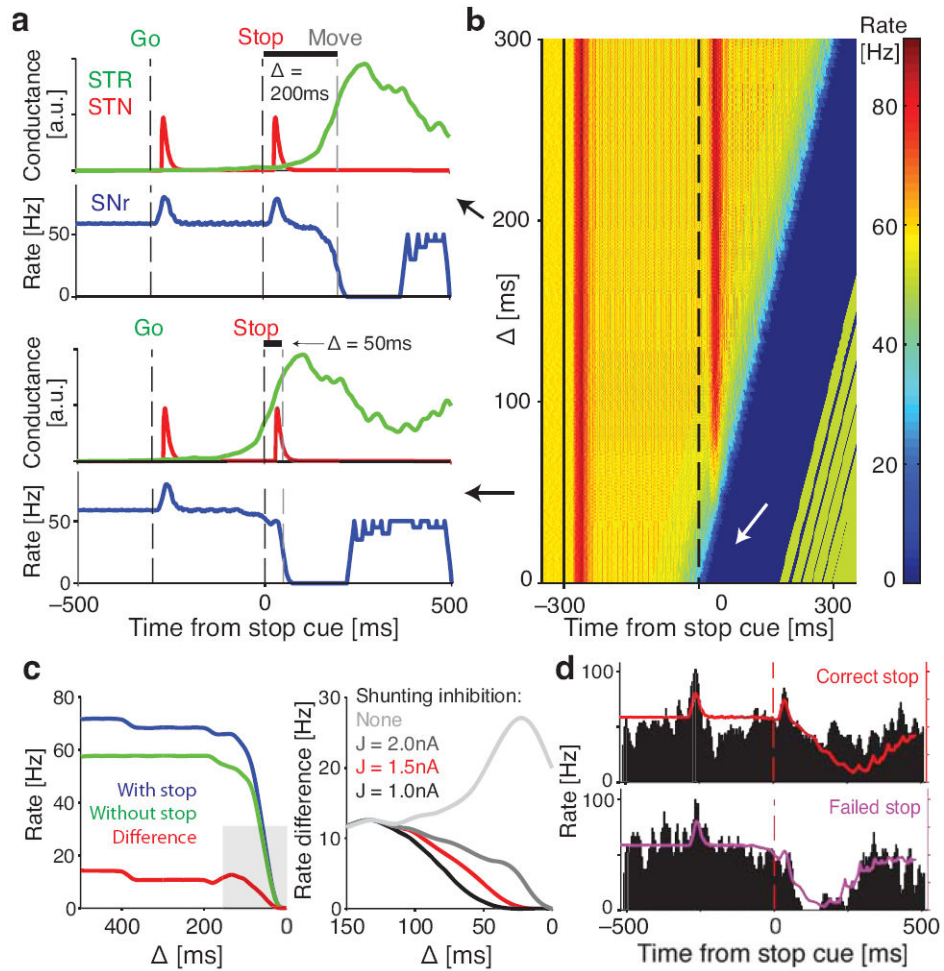 a
Go
Stop
Move
STR
STN
Δ =
200ms
Conductance
[a.u.]
SNr
Rate [Hz]
50
0
Go
Stop
Δ = 50ms
Conductance
[a.u.]
Rate [Hz]
50
0
−500
0
500
Time from stop cue [ms]
b
Rate
[Hz]
300
200
100
0
Δ [ms]
−300
0
300
Time from stop cue [ms]
80
60
40
20
0
c
80
60
40
20
0
Rate [Hz]
With stop
Without stop
Difference
400
200
0
Δ [ms]
30
20
10
0
Rate difference [Hz]
Shunting inhibition:
None
J = 2.0nA
J = 1.5nA
J = 1.0nA
150
100
50
0
Δ [ms]
d
100
0
Correct stop
Rate [Hz]
100
0
Failed stop
-500
0
500
Time from stop cue [ms]